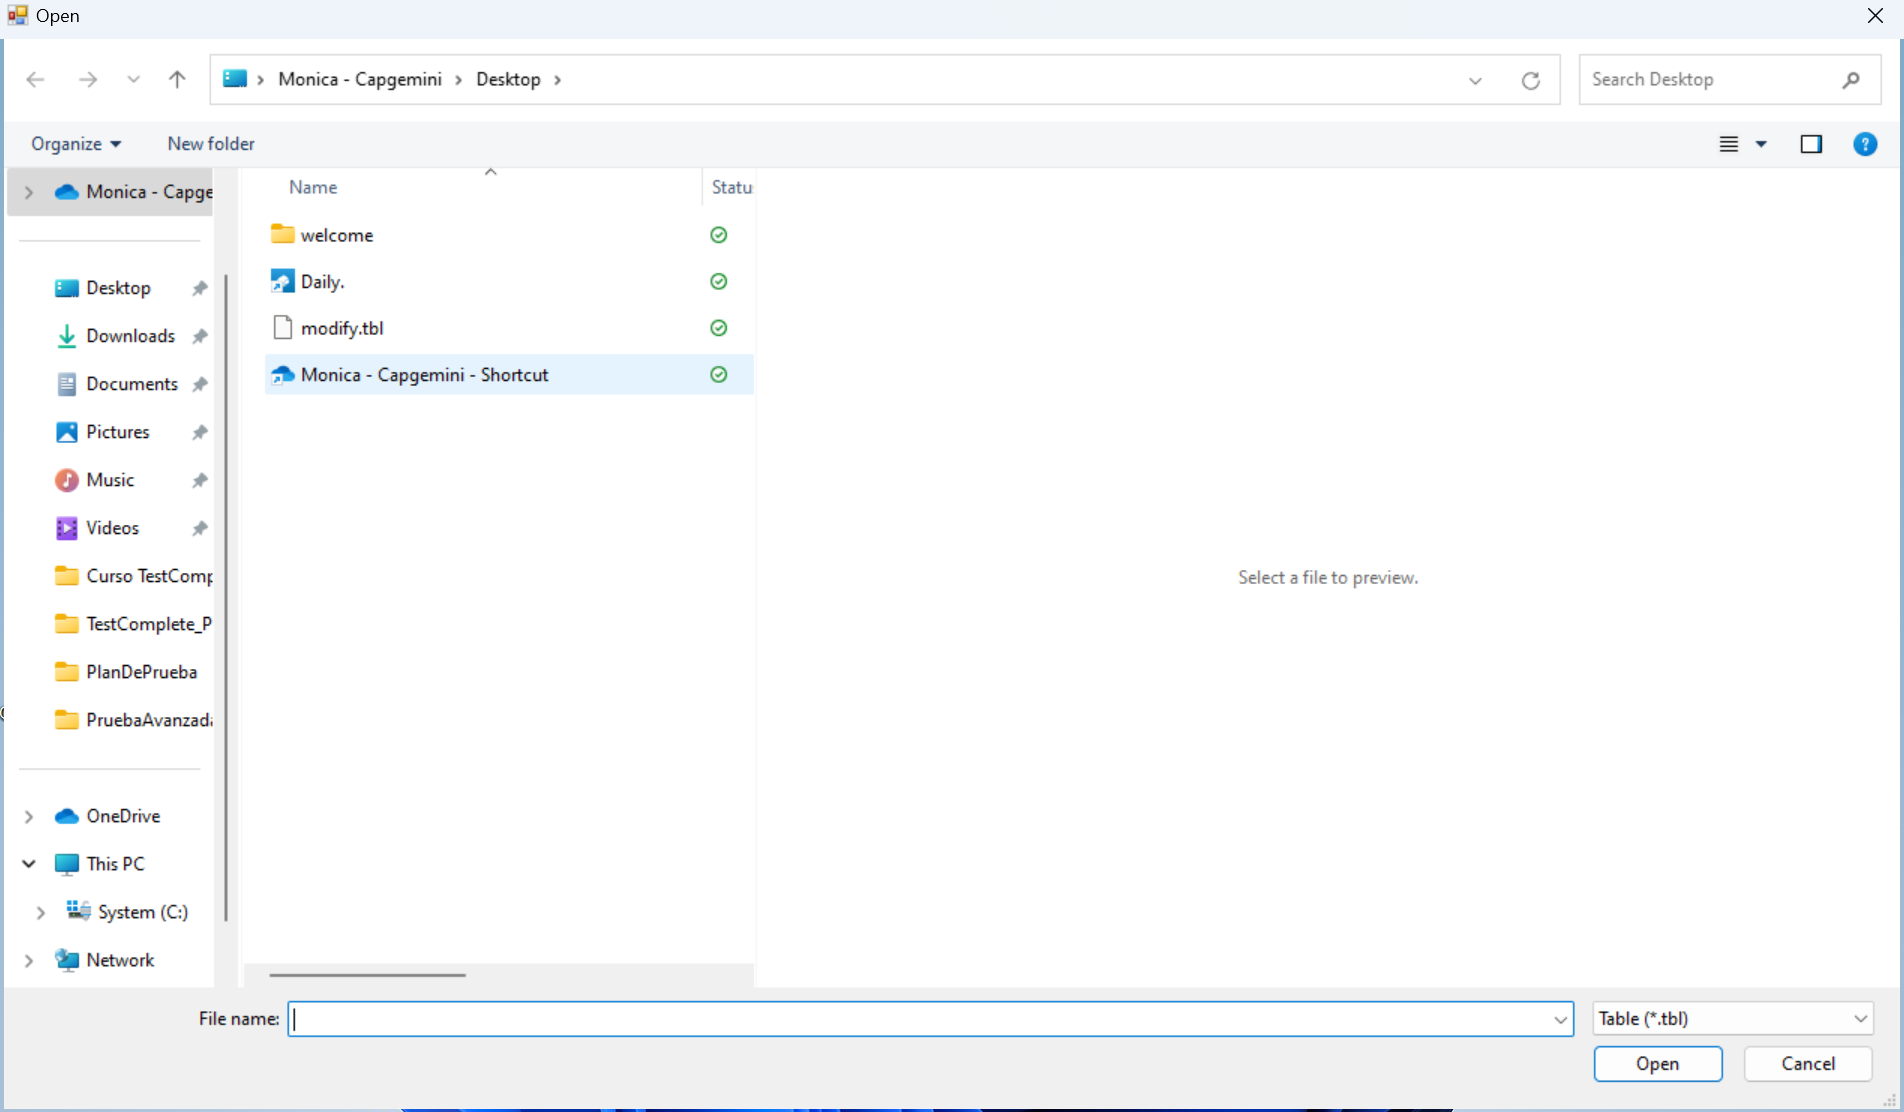 Open
Monica - Capgemini
Desktop
Search Desktop
Organize
New folder
Monica - Capge
Name
Statu
welcome
Daily.
Desktop
modify.tbl
Downloads
Monica - Capgemini - Shortcut
Documents
Pictures
Music
Videos
Curso TestComp
Select a file to preview.
TestComplete_P
PlanDePrueba
PruebaAvanzada
OneDrive
This PC
System (C:)
Network
File name:
Table (*.tbl)
Open
Cancel